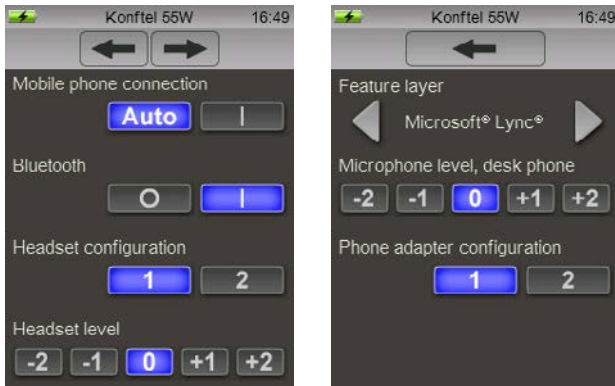 Konftel 55W 16:49
Mobile phone connection
Auto I
Bluetooth
O I
Headset configuration
1 2
Headset level
-2 -1 0 +1 +2
Konftel 55W 16:49
Feature layer
Microsoft® Lync®
Microphone level, desk phone
-2 -1 0 +1 +2
Phone adapter configuration
1 2